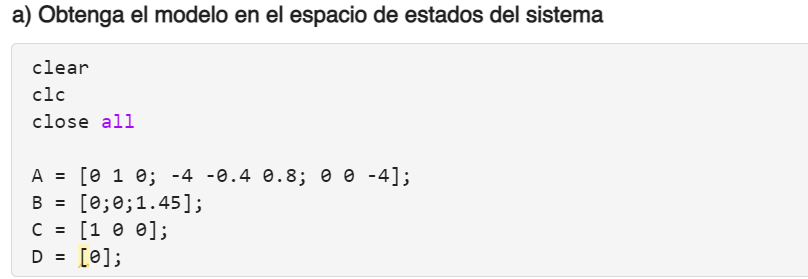 a) Obtenga el modelo en el espacio de estados del sistema
clear
clc
close all
A = [0 1 0; -4 -0.4 0.8; 0 0 -4];
B = [0;0;1.45];
C = [1 0 0];
D = [0];